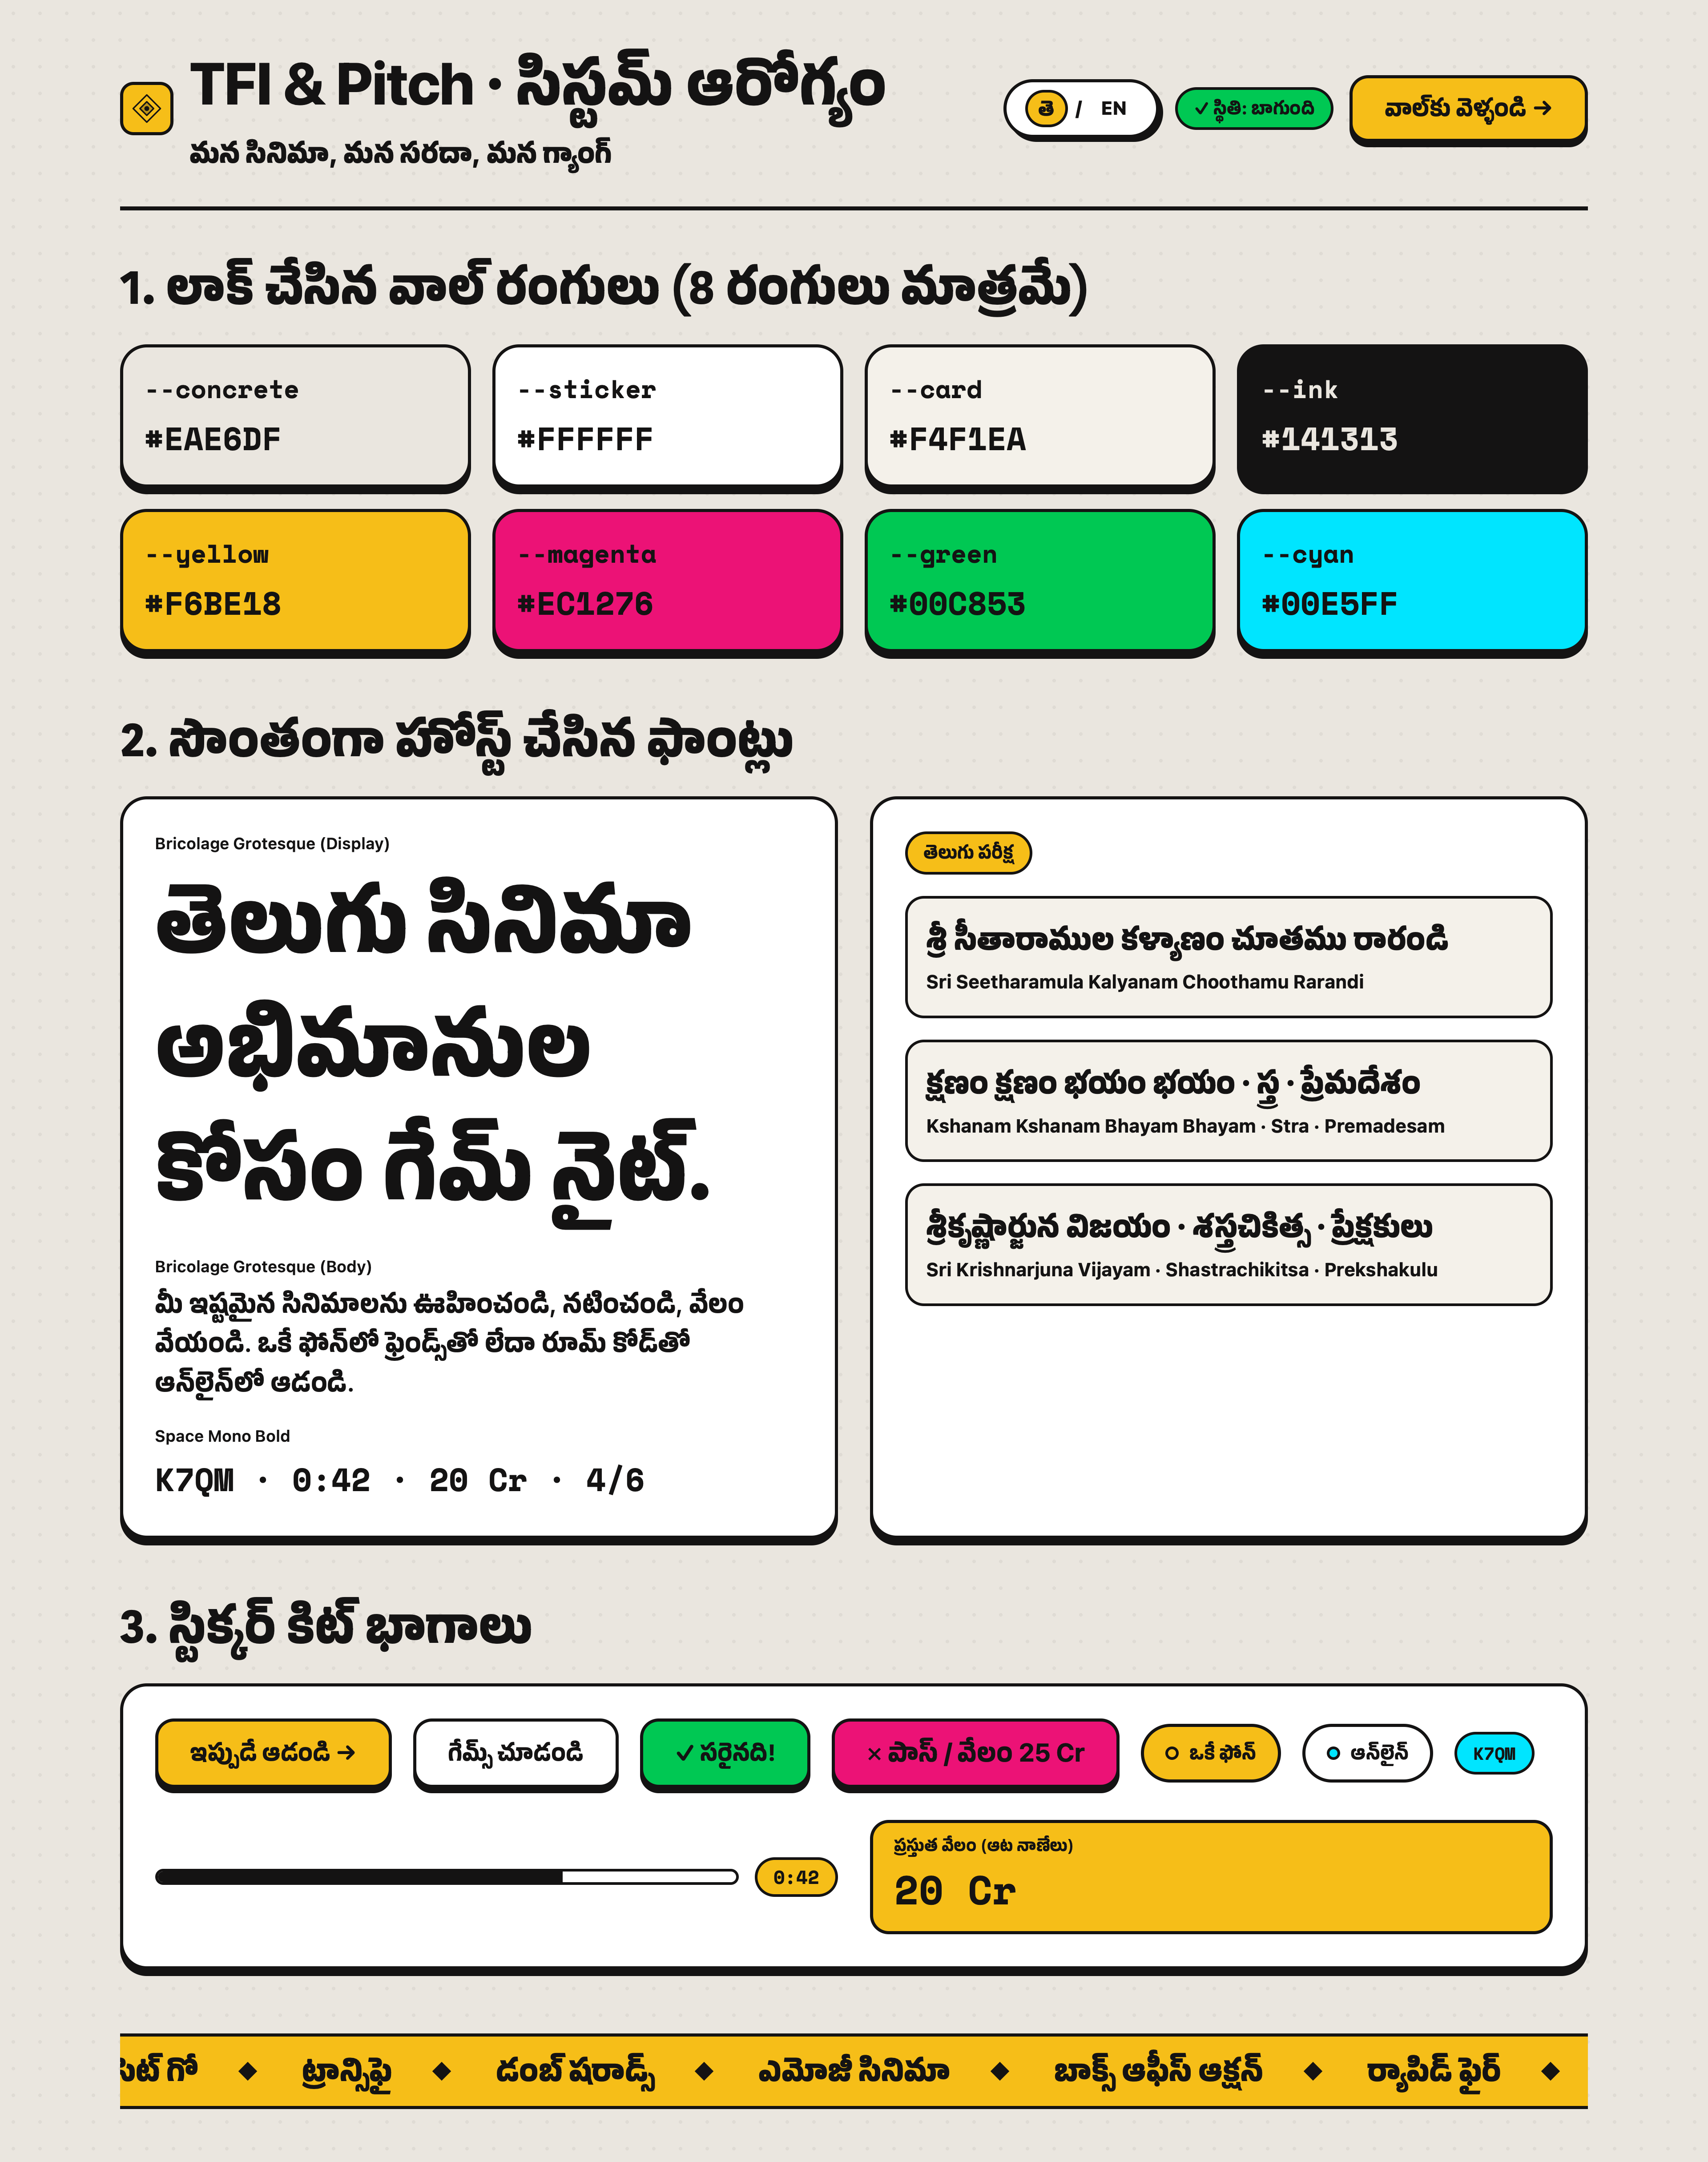 TFI & Pitch · సిస్టమ్ ఆరోగ్యం
మన సినిమా, మన సరదా, మన గ్యాంగ్
తె / EN
✓ స్థితి: బాగుంది
వాల్‌కు వెళ్ళండి →
1. లాక్ చేసిన వాల్ రంగులు (8 రంగులు మాత్రమే)
--concrete
#EAE6DF
--sticker
#FFFFFF
--card
#F4F1EA
--ink
#141313
--yellow
#F6BE18
--magenta
#EC1276
--green
#00C853
--cyan
#00E5FF
2. సొంతంగా హోస్ట్ చేసిన ఫాంట్లు
Bricolage Grotesque (Display)
తెలుగు సినిమా
అభిమానుల
కోసం గేమ్ నైట్.
Bricolage Grotesque (Body)
మీ ఇష్టమైన సినిమాలను ఊహించండి, నటించండి, వేలం
వేయండి. ఒకే ఫోన్‌లో ఫ్రెండ్స్‌తో లేదా రూమ్ కోడ్‌తో
ఆన్‌లైన్‌లో ఆడండి.
Space Mono Bold
K7QM · 0:42 · 20 Cr · 4/6
తెలుగు పరీక్ష
శ్రీ సీతారాముల కళ్యాణం చూతము రారండి
Sri Seetharamula Kalyanam Choothamu Rarandi
క్షణం క్షణం భయం భయం · స్త్ర · ప్రేమదేశం
Kshanam Kshanam Bhayam Bhayam · Stra · Premadesam
శ్రీకృష్ణార్జున విజయం · శస్త్రచికిత్స · ప్రేక్షకులు
Sri Krishnarjuna Vijayam · Shastrachikitsa · Prekshakulu
3. స్టిక్కర్ కిట్ భాగాలు
ఇప్పుడే ఆడండి →
గేమ్స్ చూడండి
✓ సరైనది!
× పాస్ / వేలం 25 Cr
ఒకే ఫోన్
ఆన్‌లైన్
K7QM
0:42
ప్రస్తుత వేలం (ఆట నాణేలు)
20 Cr
సెట్ గో ◆ ట్రాన్సిఫై ◆ డంబ్ షరాడ్స్ ◆ ఎమోజీ సినిమా ◆ బాక్స్ ఆఫీస్ ఆక్షన్ ◆ ర్యాపిడ్ ఫైర్ ◆